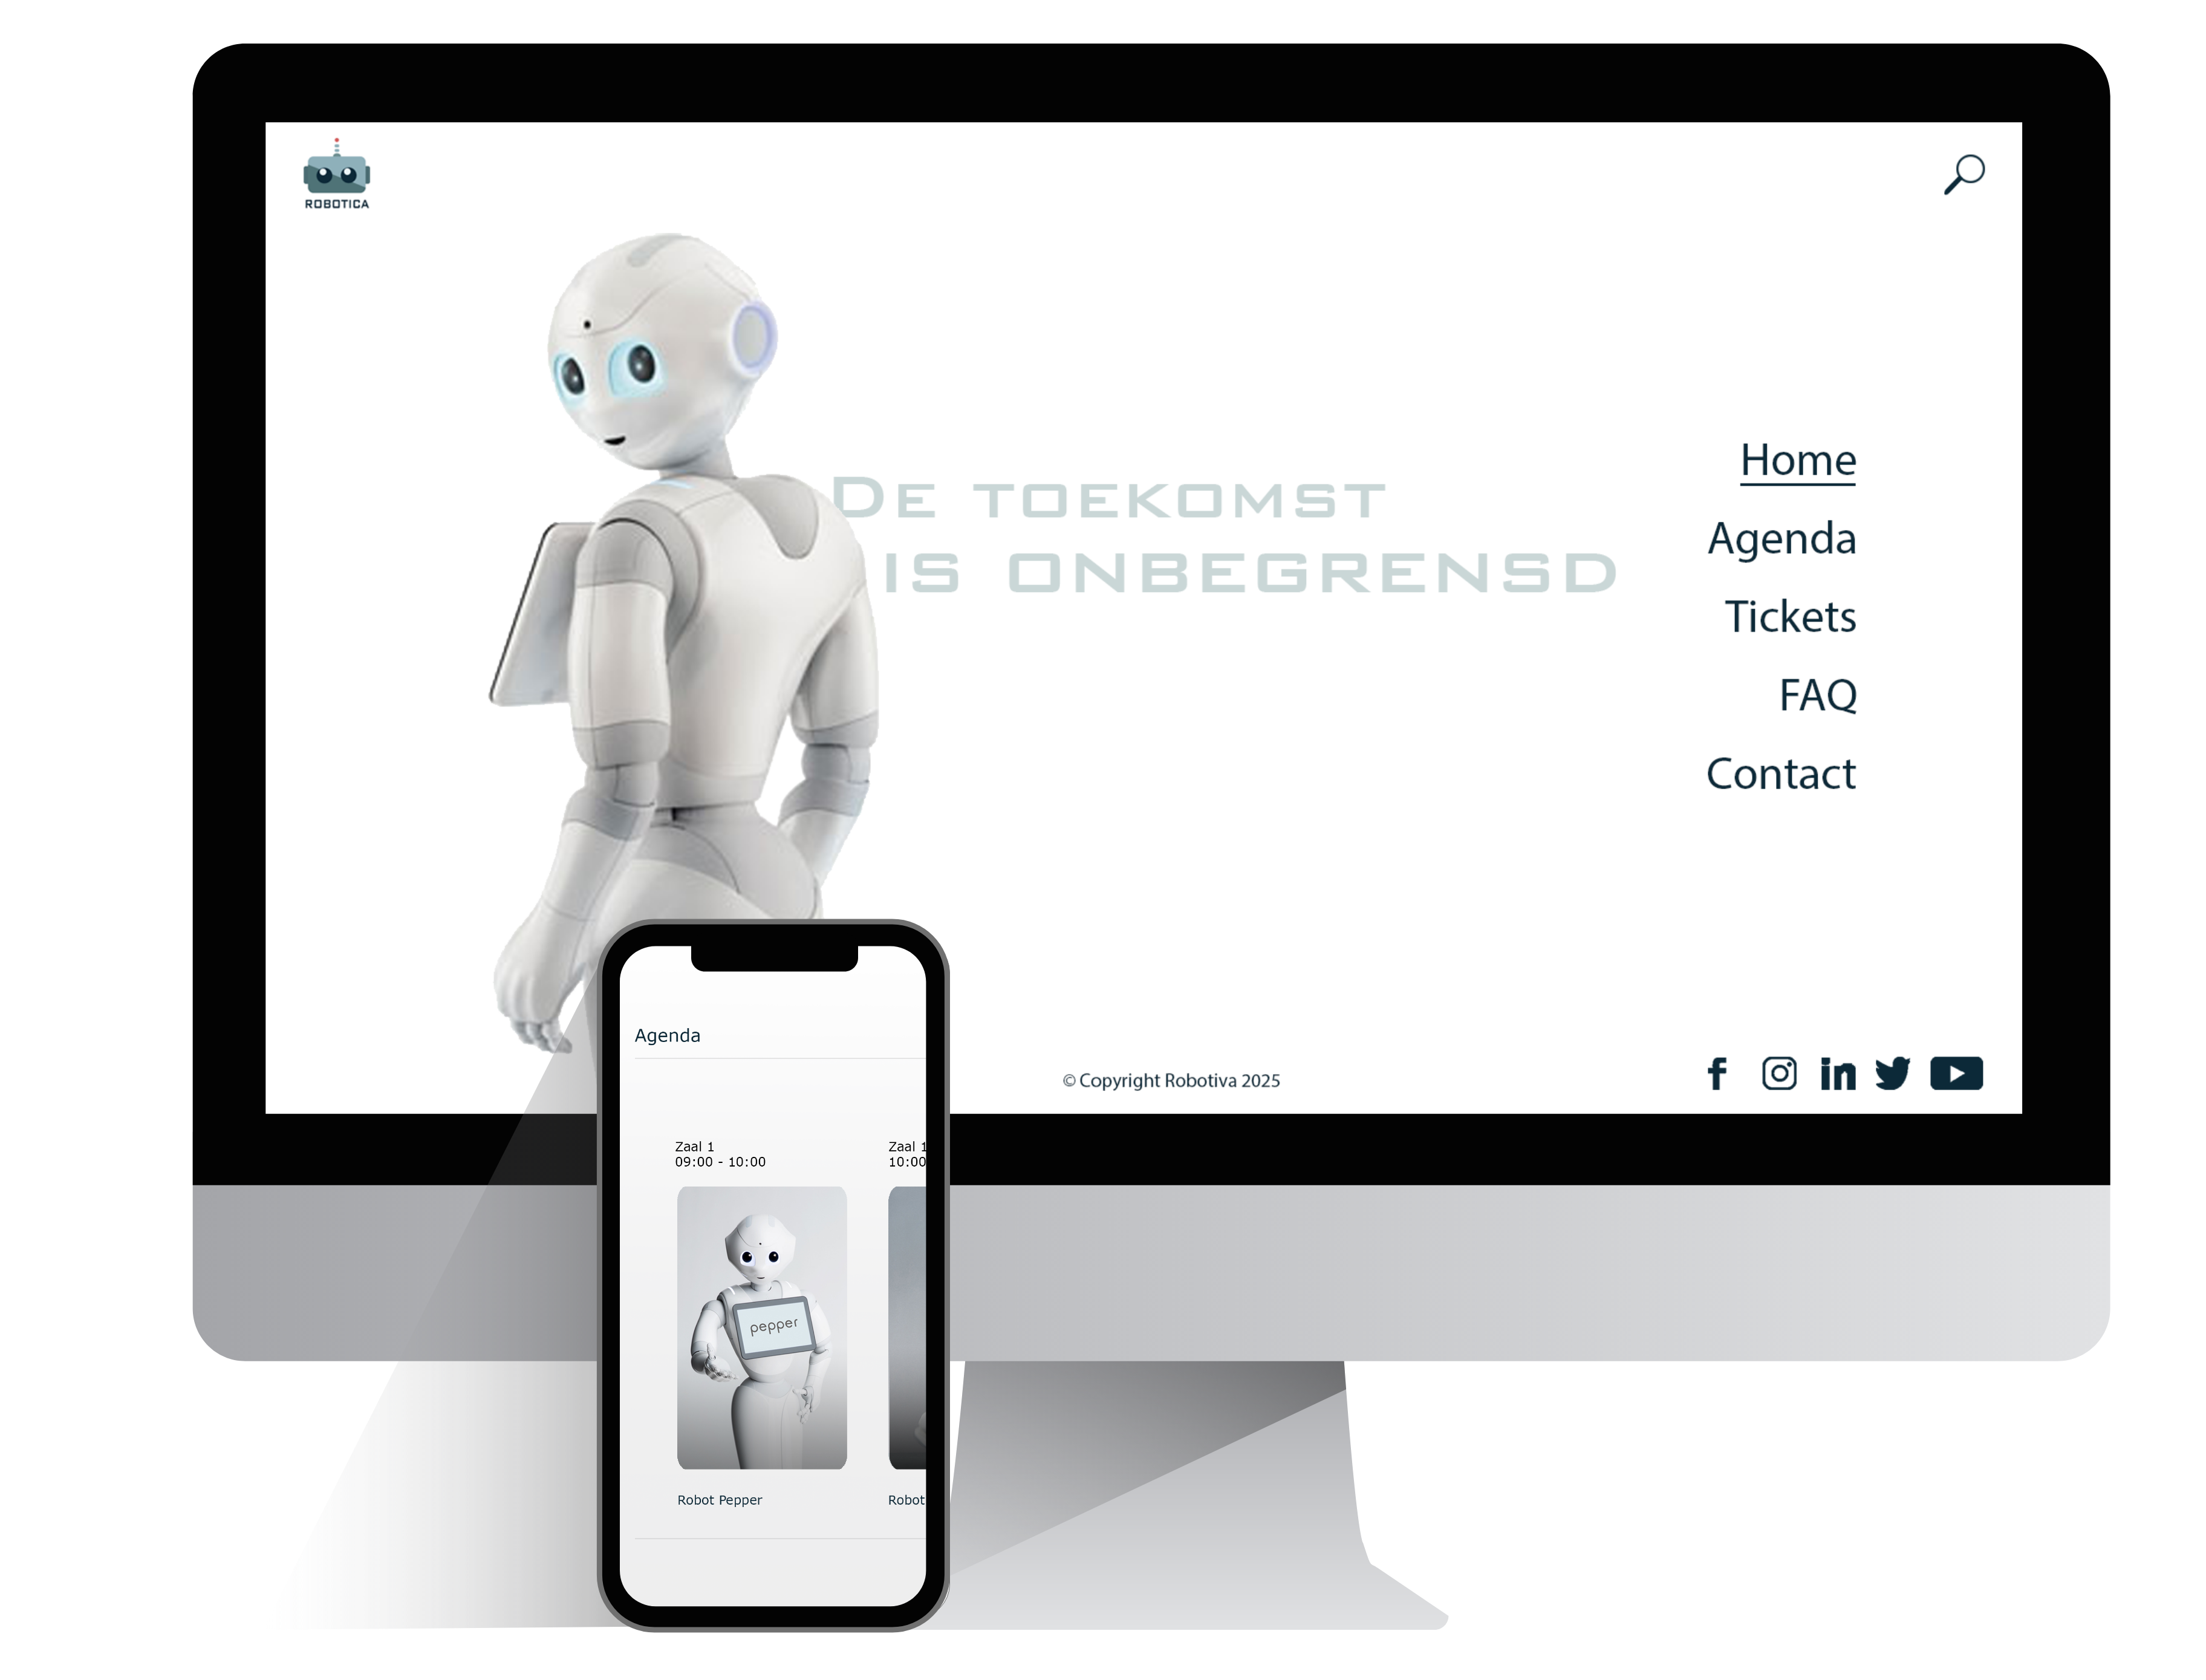 ROBOTICA
De toekomst
is onbegrensd
Home
Agenda
Tickets
FAQ
Contact
© Copyright Robotiva 2025
f
in
Agenda
Zaal 1
09:00 - 10:00
Zaal 1
10:00
pepper
Robot Pepper
Robot